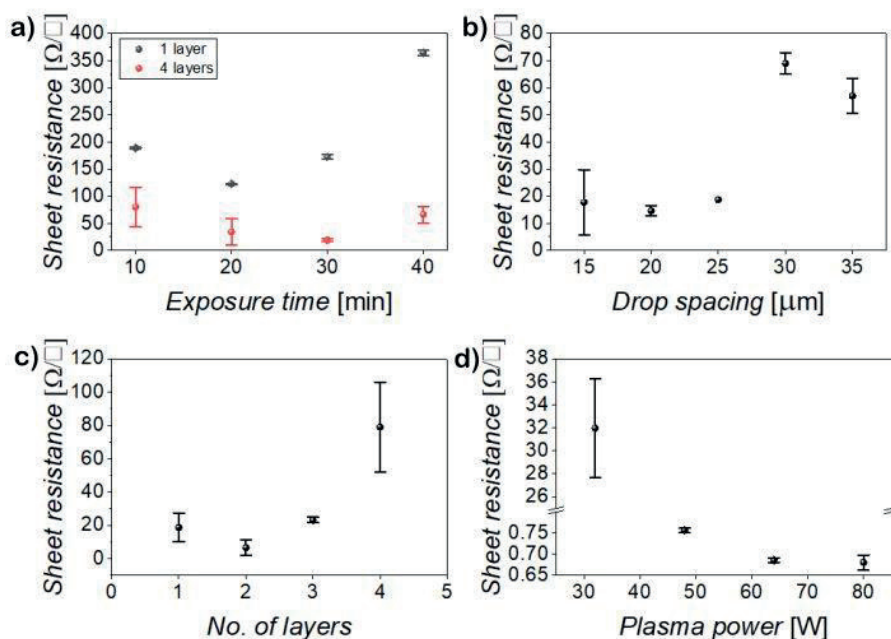 a)
Sheet resistance [Ω/□]
400
350
300
250
200
150
100
50
0
1 layer
4 layers
10 20 30 40
Exposure time [min]
b)
Sheet resistance [Ω/□]
80
70
60
50
40
30
20
10
0
15 20 25 30 35
Drop spacing [μm]
c)
Sheet resistance [Ω/□]
120
100
80
60
40
20
0
0 1 2 3 4 5
No. of layers
d)
Sheet resistance [Ω/□]
38
36
34
32
30
28
26
24
0.75
0.70
0.65
30 40 50 60 70 80
Plasma power [W]